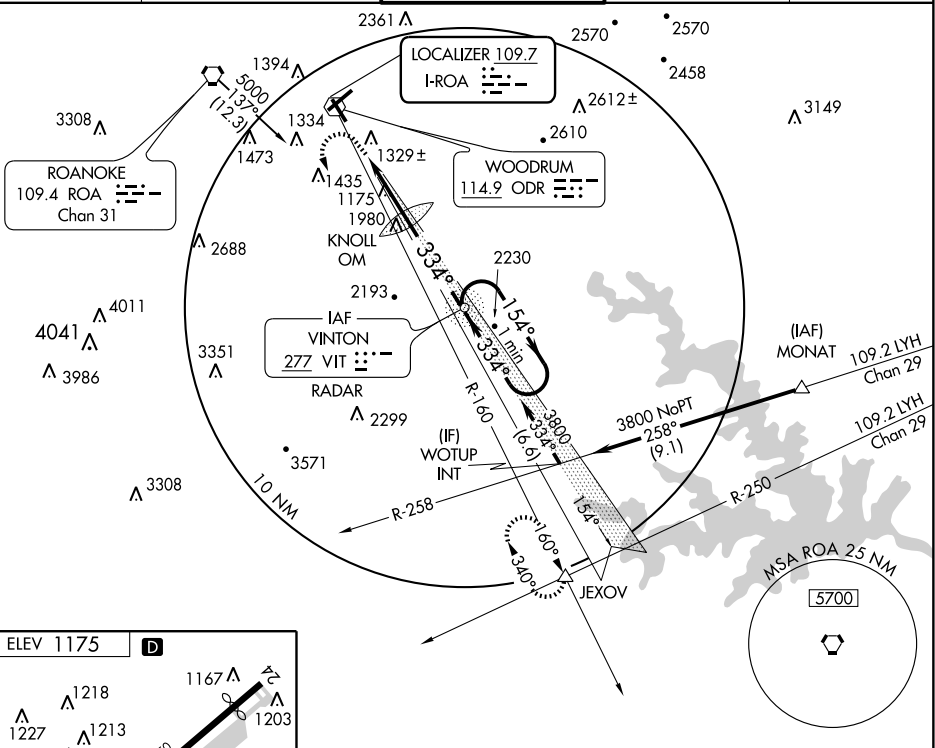 2361
2570
2570
LOCALIZER 109.7
I-ROA
1394
2458
5000
137°
(12.3)
2612±
3149
3308
1334
1473
2610
1329±
ROANOKE
109.4 ROA
Chan 31
WOODRUM
114.9 ODR
1435
1175
1980
KNOLL
OM
334°
2688
2230
2193
154°
4011
IAF
VINTON
277 VIT
RADAR
1 min
334°
(IAF)
MONAT
4041
3986
3351
109.2 LYH
Chan 29
R-160
3800
3800 NoPT
258°
(9.1)
109.2 LYH
Chan 29
2299
334°
(6.6)
(IF)
WOTUP
INT
3571
3308
10 NM
R-258
R-250
154°
160°
340°
JEXOV
MSA ROA 25 NM
5700
ELEV 1175
D
1167
24
1218
1203
1227
1213